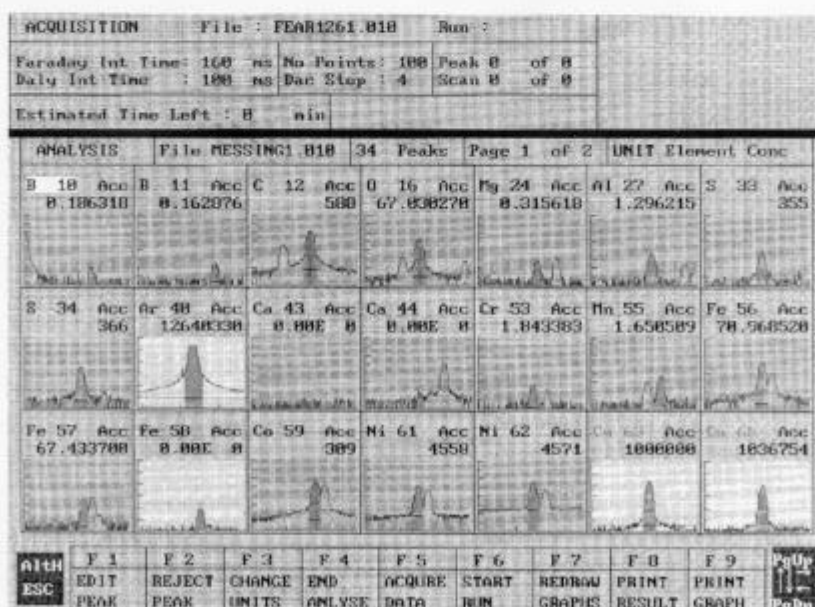 ACQUISITION File : FEAR1261.010 Run :
Faraday Int Time: 160 ms No Points: 100 Peak 0 of 0
Daly Int Time : 100 ms Dac Step : 4 Scan 0 of 0
Estimated Time Left : 0 min
ANALYSIS File MESSING1.010 34 Peaks Page 1 of 2 UNIT Element Conc
B 10 Acc B 11 Acc C 12 Acc O 16 Acc Mg 24 Acc Al 27 Acc S 33 Acc
0.186318 0.162876 580 67.030270 0.315618 1.296215 355
S 34 Acc Ar 40 Acc Ca 43 Acc Ca 44 Acc Cr 53 Acc Mn 55 Acc Fe 56 Acc
366 12640330 0.00E 0 0.00E 0 1.843383 1.650509 70.968520
Fe 57 Acc Fe 58 Acc Co 59 Acc Ni 61 Acc Ni 62 Acc Acc Acc
67.433700 0.00E 0 309 4558 4571 1000000 1036754
AltH F 1 F 2 F 3 F 4 F 5 F 6 F 7 F 8 F 9 PgUp
ESC EDIT REJECT CHANGE END ACQURE START REDRAW PRINT PRINT
PEAK PEAK UNITS ANLYSE DATA RUN GRAPHS RESULT GRAPH PgDn